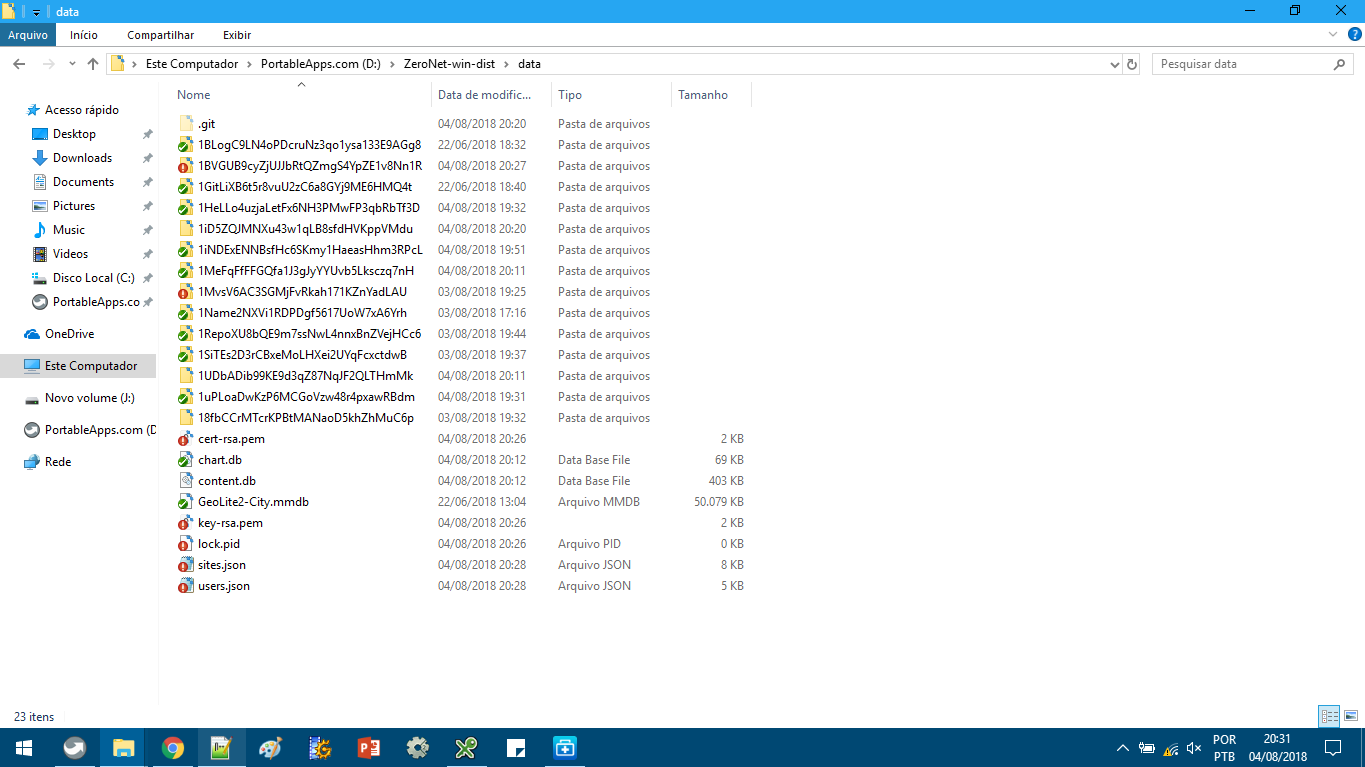 data
Arquivo Início Compartilhar Exibir
Este Computador PortableApps.com (D:) ZeroNet-win-dist data
Pesquisar data
Acesso rápido
Desktop
Downloads
Documents
Pictures
Music
Videos
Disco Local (C:)
PortableApps.co
OneDrive
Este Computador
Novo volume (J:)
PortableApps.com (D
Rede
Nome Data de modific... Tipo Tamanho
.git 04/08/2018 20:20 Pasta de arquivos
1BLogC9LN4oPDcruNz3qo1ysa133E9AGg8 22/06/2018 18:32 Pasta de arquivos
1BVGUB9cyZjUJJbRtQZmgS4YpZE1v8Nn1R 04/08/2018 20:27 Pasta de arquivos
1GitLiXB6t5r8vuU2zC6a8GYj9ME6HMQ4t 22/06/2018 18:40 Pasta de arquivos
1HeLLo4uzjaLetFx6NH3PMwFP3qbRbTf3D 04/08/2018 19:32 Pasta de arquivos
1iD5ZQJMNXu43w1qLB8sfdHVKppVMdu 04/08/2018 20:20 Pasta de arquivos
1iNDExENNBsfHc6SKmy1HaeasHhm3RPcL 04/08/2018 19:51 Pasta de arquivos
1MeFqFfFFGQfa1J3gJyYYUvb5Lksczq7nH 04/08/2018 20:11 Pasta de arquivos
1MvsV6AC3SGMjFvRkah171KZnYadLAU 03/08/2018 19:25 Pasta de arquivos
1Name2NXVi1RDPDgf5617UoW7xA6Yrh 03/08/2018 17:16 Pasta de arquivos
1RepoXU8bQE9m7ssNwL4nnxBnZVejHCc6 03/08/2018 19:44 Pasta de arquivos
1SiTEs2D3rCBxeMoLHXei2UYqFcxctdwB 03/08/2018 19:37 Pasta de arquivos
1UDbADib99KE9d3qZ87NqJF2QLTHmMk 04/08/2018 20:11 Pasta de arquivos
1uPLoaDwKzP6MCGoVzw48r4pxawRBdm 04/08/2018 19:31 Pasta de arquivos
18fbCCrMTcrKPBtMANaoD5khZhMuC6p 03/08/2018 19:32 Pasta de arquivos
cert-rsa.pem 04/08/2018 20:26 2 KB
chart.db 04/08/2018 20:12 Data Base File 69 KB
content.db 04/08/2018 20:12 Data Base File 403 KB
GeoLite2-City.mmdb 22/06/2018 13:04 Arquivo MMDB 50.079 KB
key-rsa.pem 04/08/2018 20:26 2 KB
lock.pid 04/08/2018 20:26 Arquivo PID 0 KB
sites.json 04/08/2018 20:28 Arquivo JSON 8 KB
users.json 04/08/2018 20:28 Arquivo JSON 5 KB
23 itens
POR 20:31
PTB 04/08/2018